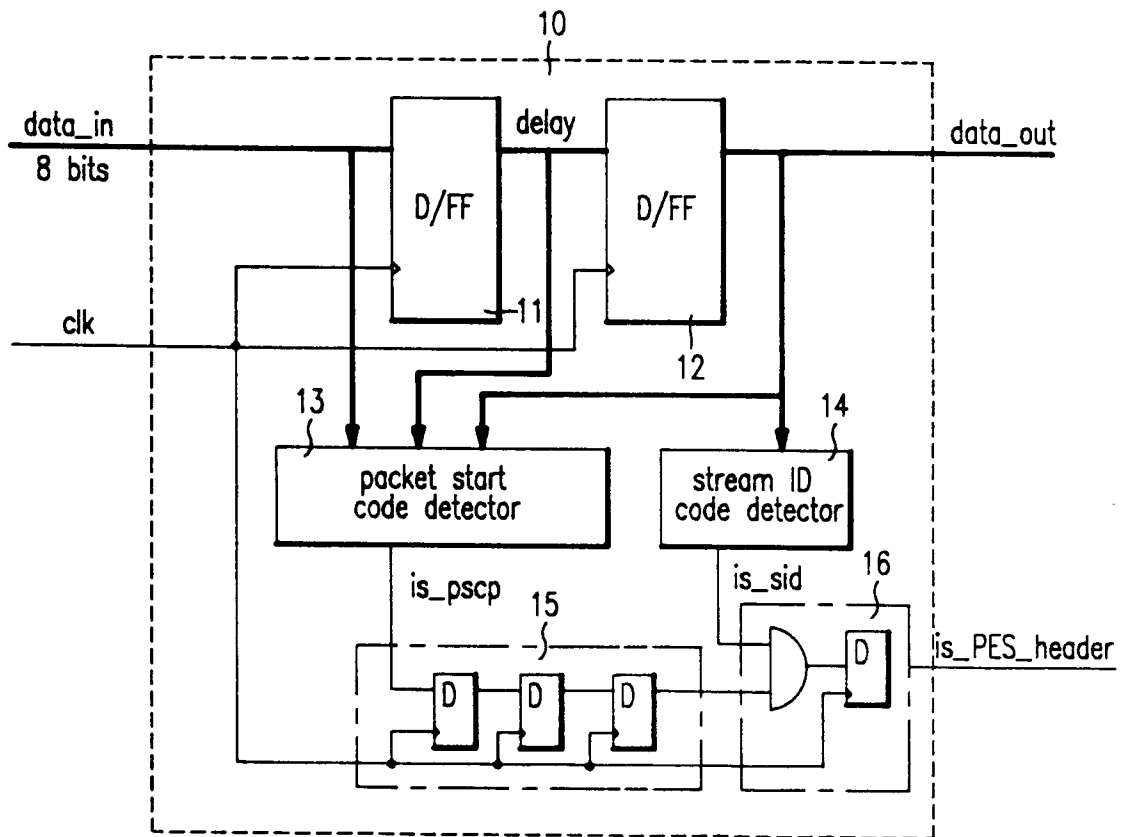 10
data_in
8 bits
delay
data_out
D/FF
D/FF
11
12
clk
13
14
packet start
code detector
stream ID
code detector
is_pscp
is_sid
15
16
D
D
D
D
is_PES_header